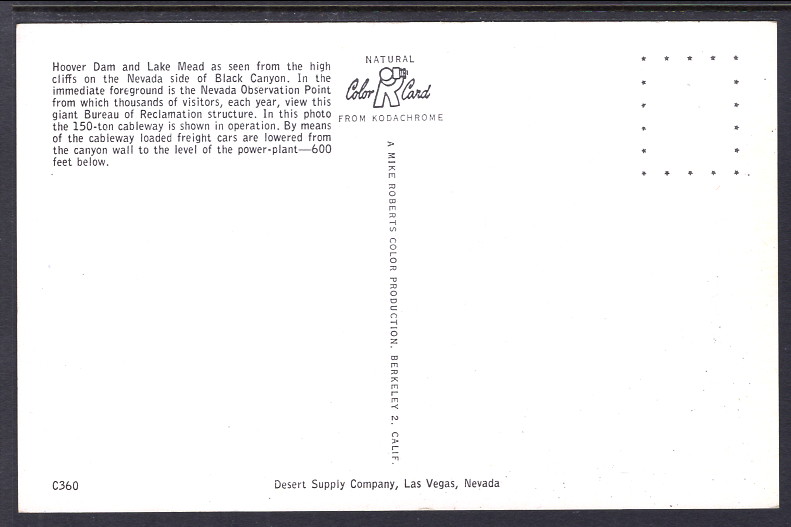 Hoover Dam and Lake Mead as seen from the high
cliffs on the Nevada side of Black Canyon. In the
immediate foreground is the Nevada Observation Point
from which thousands of visitors, each year, view this
giant Bureau of Reclamation structure. In this photo
the 150-ton cableway is shown in operation. By means
of the cableway loaded freight cars are lowered from
the canyon wall to the level of the power-plant—600
feet below.
NATURAL
Color Card
FROM KODACHROME
A MIKE ROBERTS COLOR PRODUCTION. BERKELEY 2, CALIF.
C360
Desert Supply Company, Las Vegas, Nevada